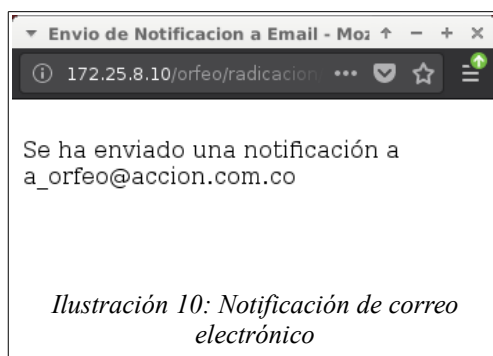 Envio de Notificacion a Email - Moz
172.25.8.10/orfeo/radicacion
Se ha enviado una notificación a
a_orfeo@accion.com.co
Ilustración 10: Notificación de correo
electrónico